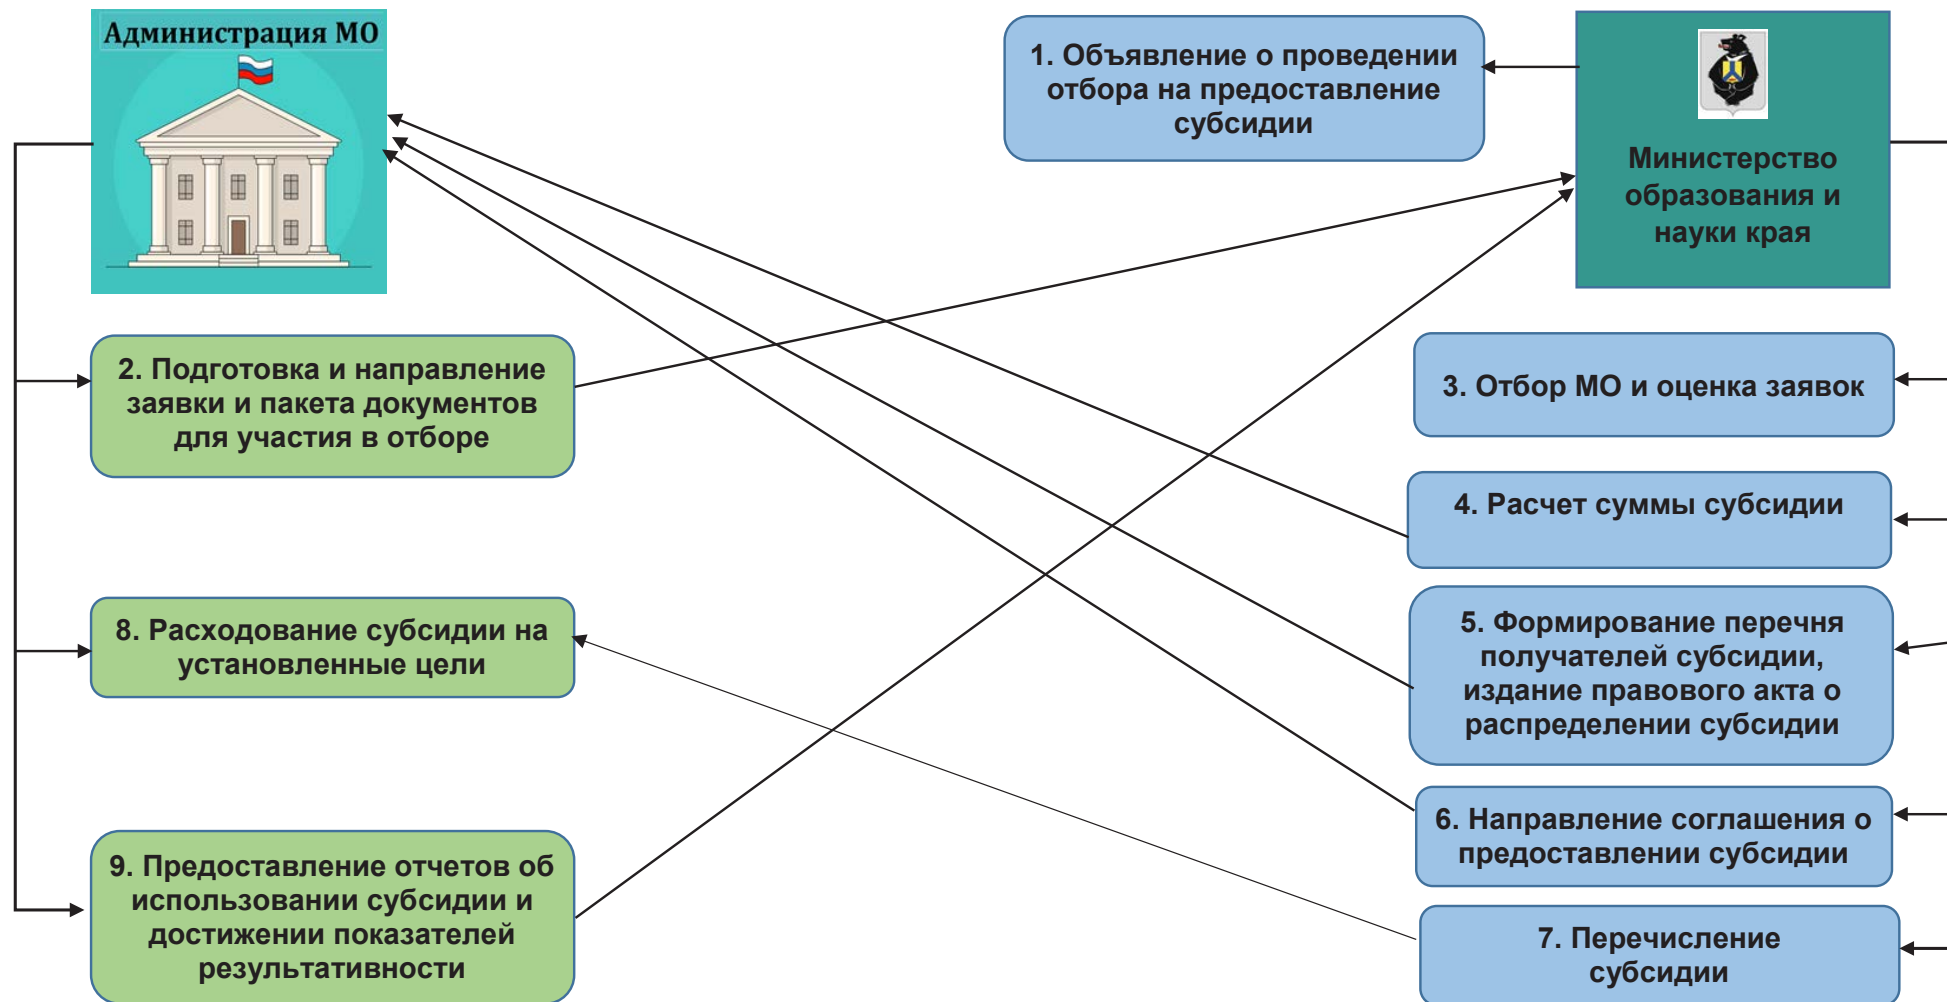 Администрация МО
1. Объявление о проведении
отбора на предоставление
субсидии
Министерство
образования и
науки края
2. Подготовка и направление
заявки и пакета документов
для участия в отборе
3. Отбор МО и оценка заявок
4. Расчет суммы субсидии
5. Формирование перечня
получателей субсидии,
издание правового акта о
распределении субсидии
6. Направление соглашения о
предоставлении субсидии
7. Перечисление
субсидии
8. Расходование субсидии на
установленные цели
9. Предоставление отчетов об
использовании субсидии и
достижении показателей
результативности